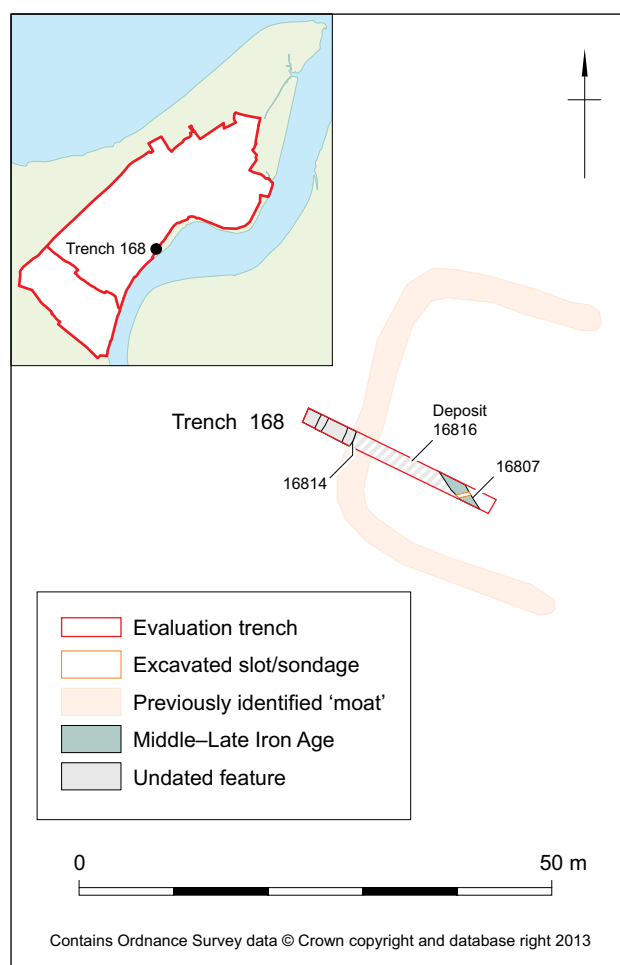 Trench 168
Trench 168
Deposit
16816
16807
16814
Evaluation trench
Excavated slot/sondage
Previously identified ‘moat’
Middle–Late Iron Age
Undated feature
0
50 m
Contains Ordnance Survey data © Crown copyright and database right 2013